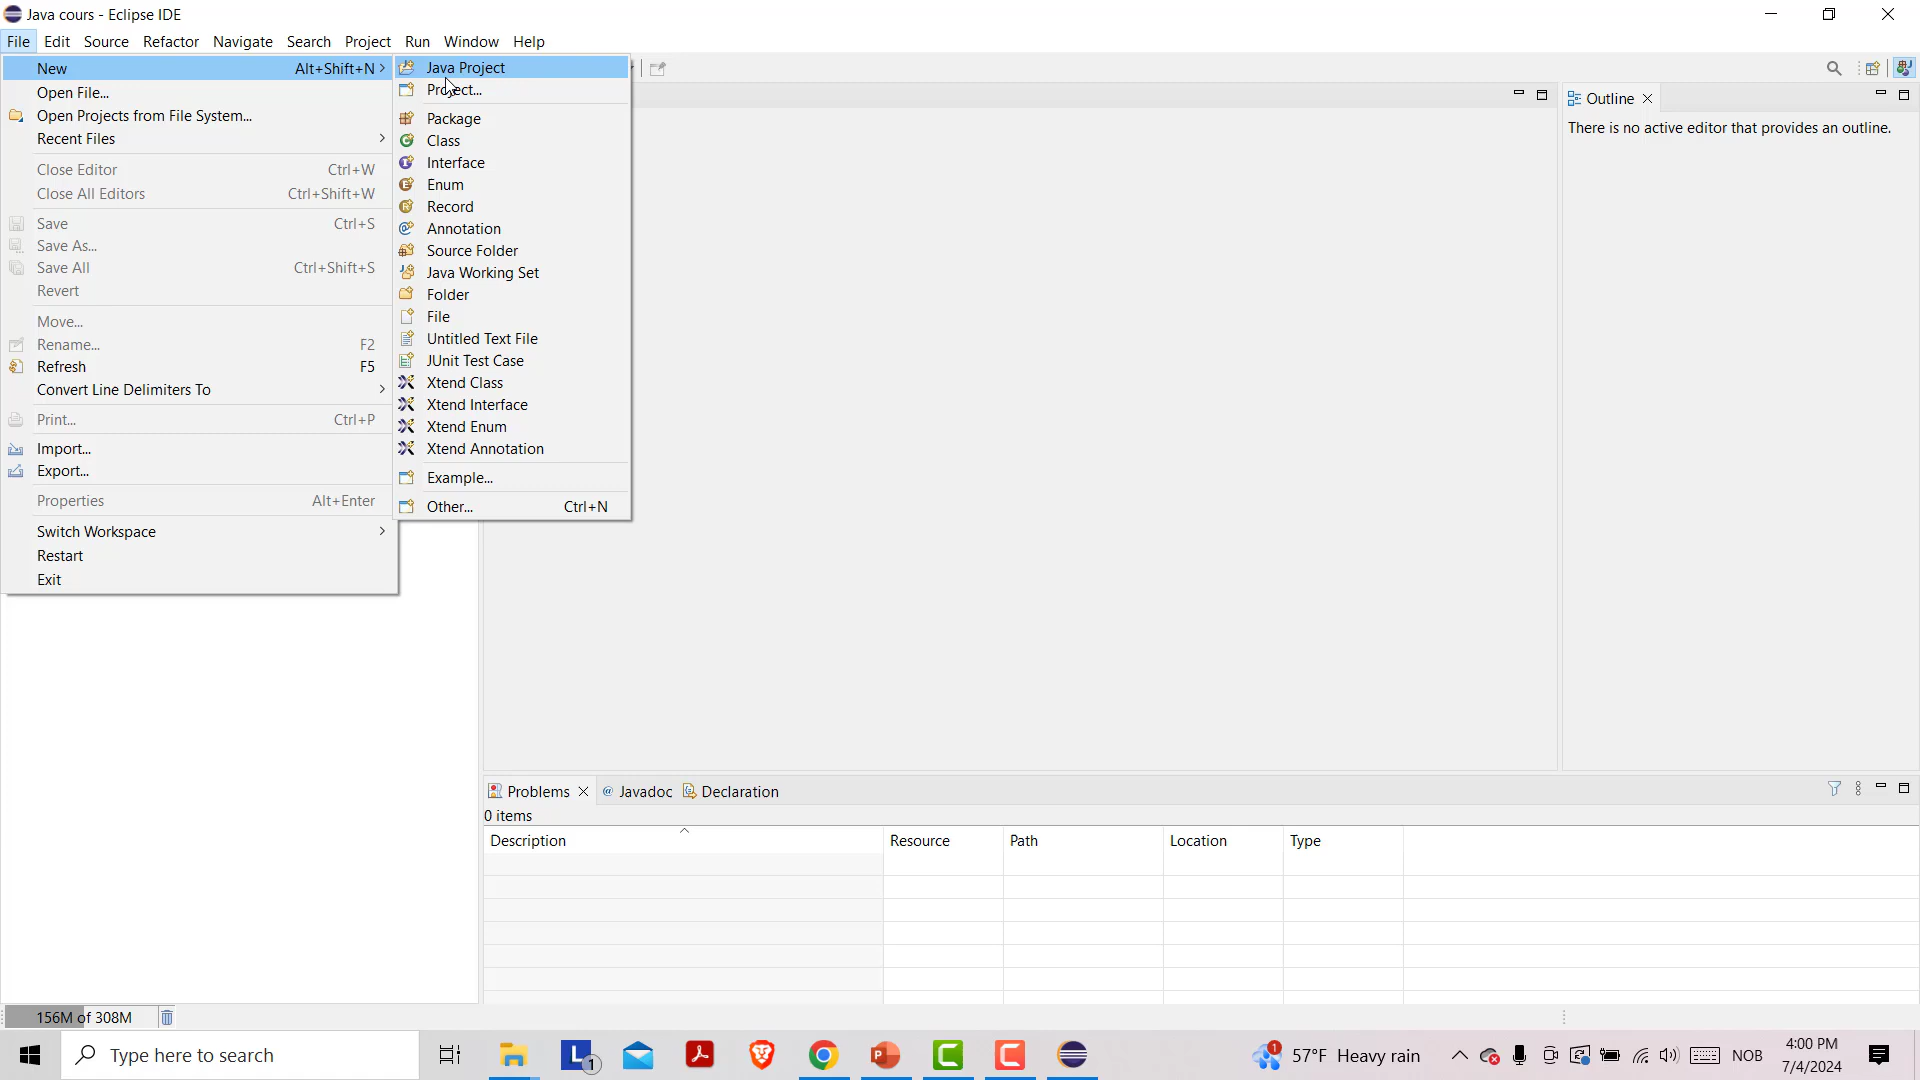 Java cours - Eclipse IDE
File Edit Source Refactor Navigate Search Project Run Window Help
New Alt+Shift+N
Open File...
Open Projects from File System...
Recent Files
Close Editor Ctrl+W
Close All Editors Ctrl+Shift+W
Save Ctrl+S
Save As...
Save All Ctrl+Shift+S
Revert
Move...
Rename... F2
Refresh F5
Convert Line Delimiters To
Print... Ctrl+P
Import...
Export...
Properties Alt+Enter
Switch Workspace
Restart
Exit
Java Project
Project...
Package
Class
Interface
Enum
Record
Annotation
Source Folder
Java Working Set
Folder
File
Untitled Text File
JUnit Test Case
Xtend Class
Xtend Interface
Xtend Enum
Xtend Annotation
Example...
Other... Ctrl+N
Outline
There is no active editor that provides an outline.
Problems @ Javadoc Declaration
0 items
Description Resource Path Location Type
156M of 308M
Type here to search
L 1
1 57°F Heavy rain
NOB
4:00 PM
7/4/2024